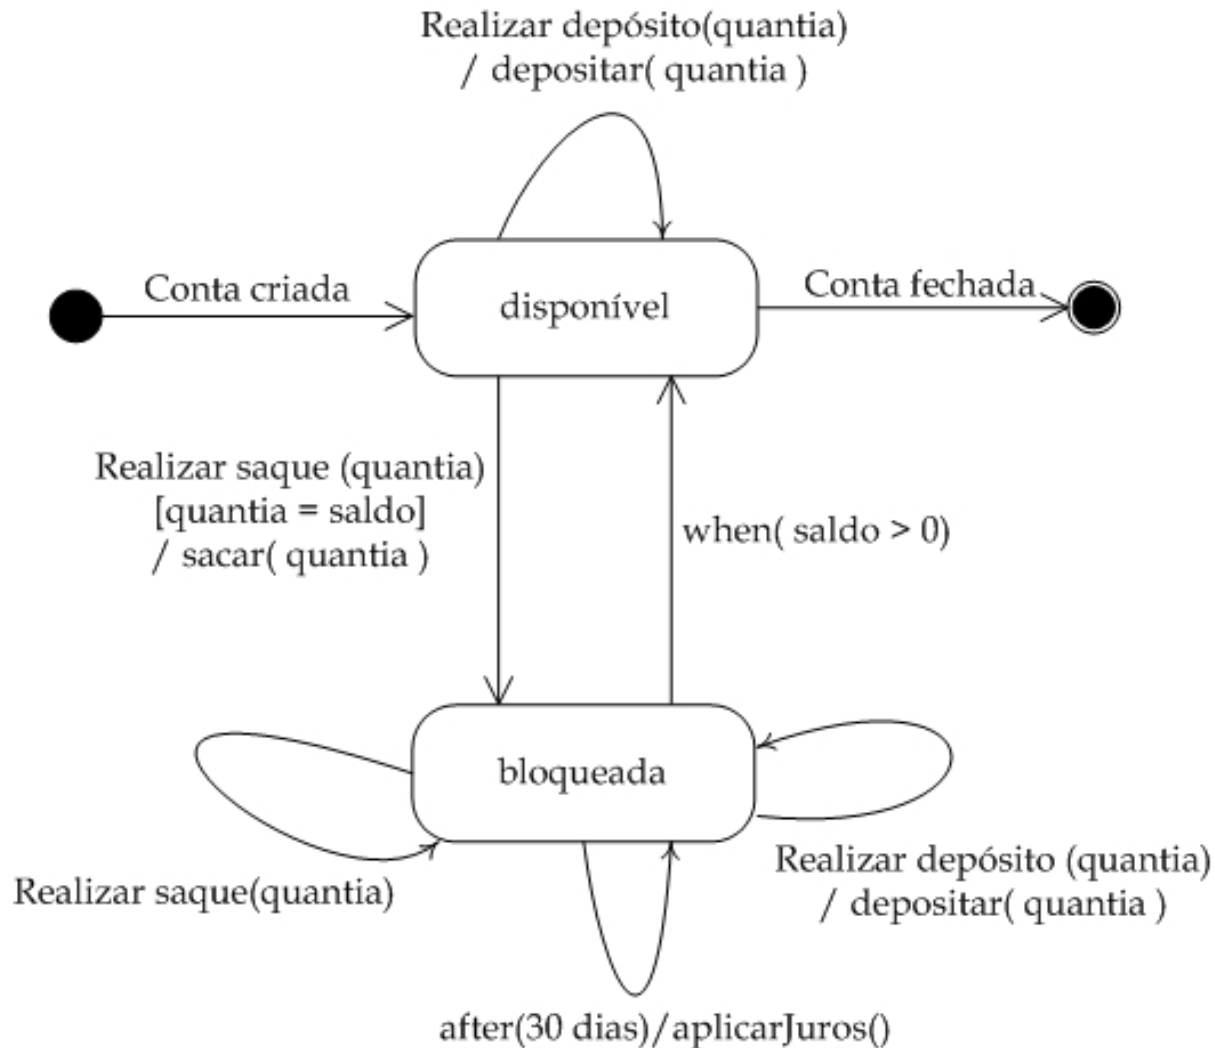 Realizar depósito(quantia)
/ depositar( quantia )
Conta criada
disponível
Conta fechada
Realizar saque (quantia)
[quantia = saldo]
/ sacar( quantia )
when( saldo > 0)
bloqueada
Realizar saque(quantia)
Realizar depósito (quantia)
/ depositar( quantia )
after(30 dias)/aplicarJuros()